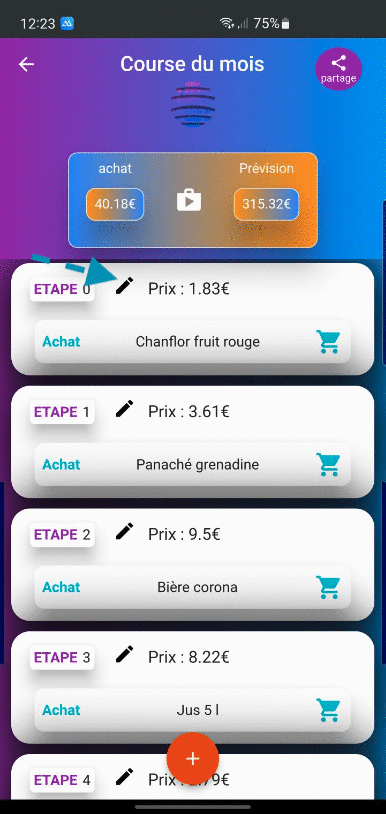 12:23 75%
Course du mois
partage
achat Prévision
40.18€ 315.32€
ETAPE 0 Prix : 1.83€
Achat Chanflor fruit rouge
ETAPE 1 Prix : 3.61€
Achat Panaché grenadine
ETAPE 2 Prix : 9.5€
Achat Bière corona
ETAPE 3 Prix : 8.22€
Achat Jus 5 l
+
ETAPE 4 Prix